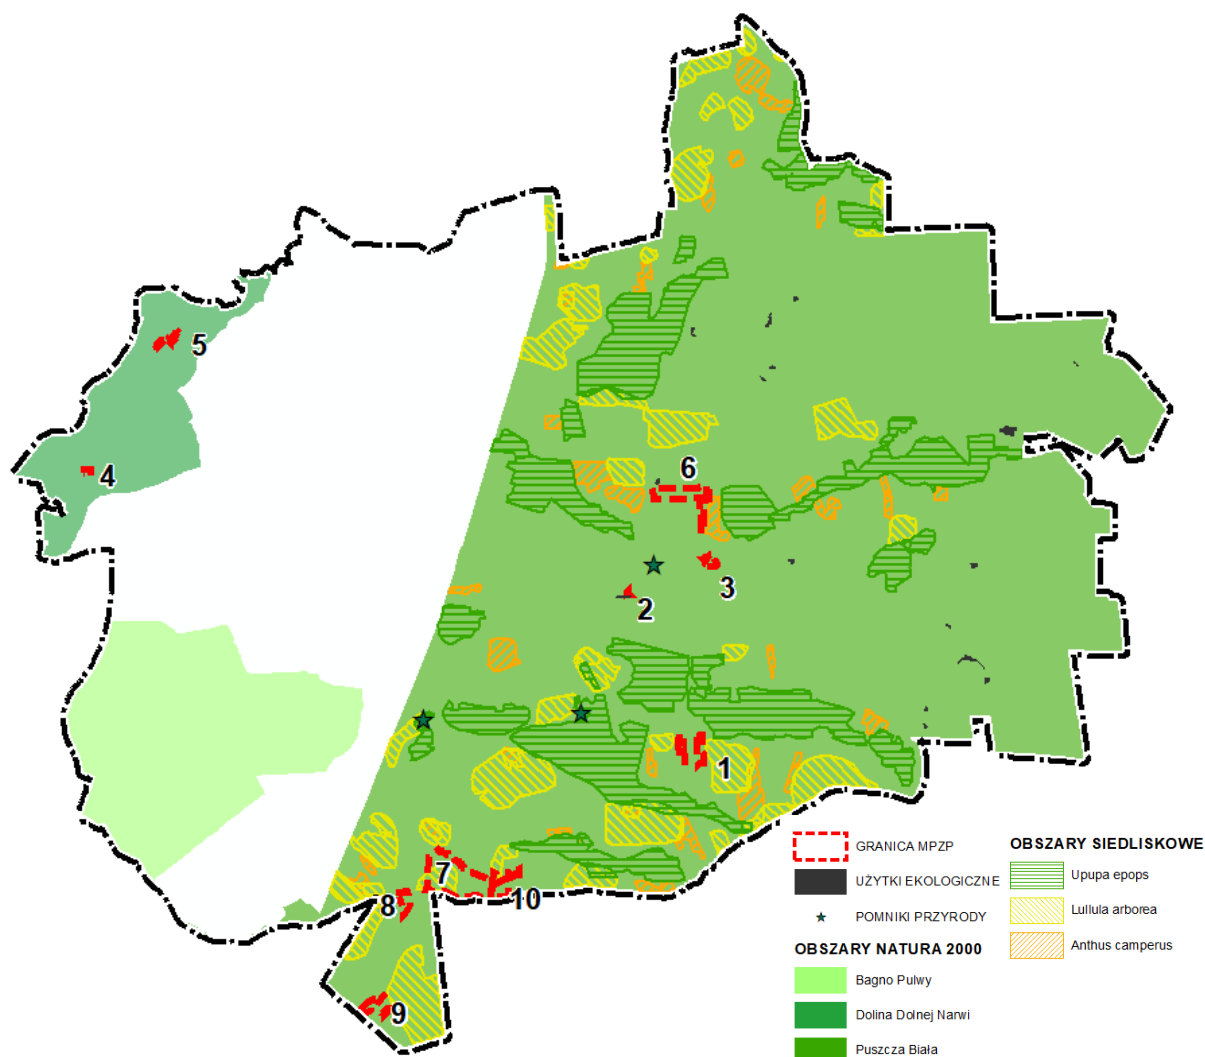 5
4
6
3
2
1
7
8
10
9
GRANICA MPZP
UŻYTKI EKOLOGICZNE
POMNIKI PRZYRODY
OBSZARY NATURA 2000
Bagno Pulwy
Dolina Dolnej Narwi
Puszcza Biała
OBSZARY SIEDLISKOWE
Upupa epops
Lullula arborea
Anthus camperus